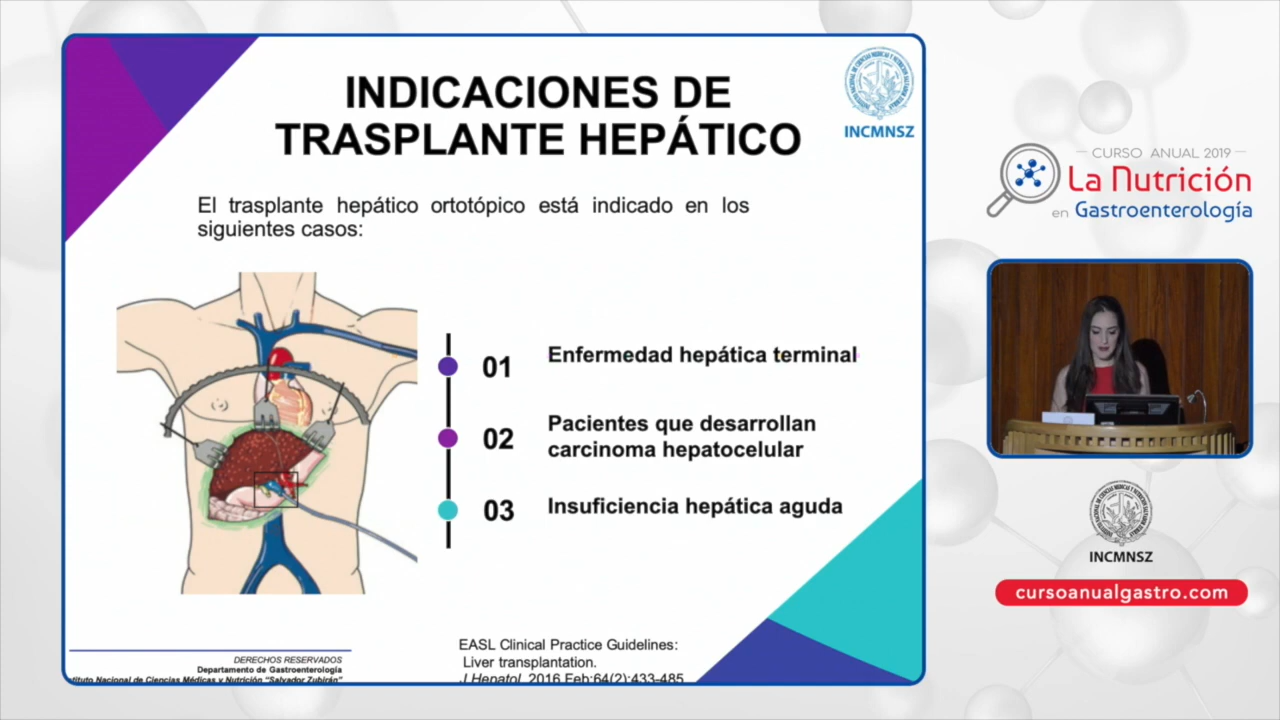 INDICACIONES DE
TRASPLANTE HEPÁTICO
INCMNSZ
El trasplante hepático ortotópico está indicado en los
siguientes casos:
01
Enfermedad hepática terminal
02
Pacientes que desarrollan
carcinoma hepatocelular
03
Insuficiencia hepática aguda
DERECHOS RESERVADOS
Departamento de Gastroenterología
Nacional de Ciencias Médicas y Nutrición "Salvador Zubirán"
EASL Clinical Practice Guidelines:
Liver transplantation.
J Hepatol. 2016 Feb;64(2):433-485
CURSO ANUAL 2019
La Nutrición
en Gastroenterología
INCMNSZ
cursoanualgastro.com